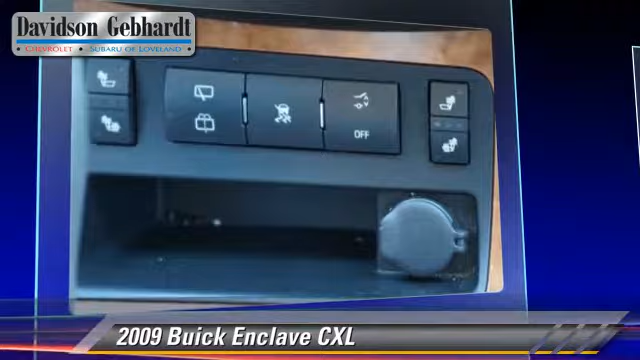 Davidson Gebhardt
CHEVROLET • SUBARU OF LOVELAND
OFF
2009 Buick Enclave CXL